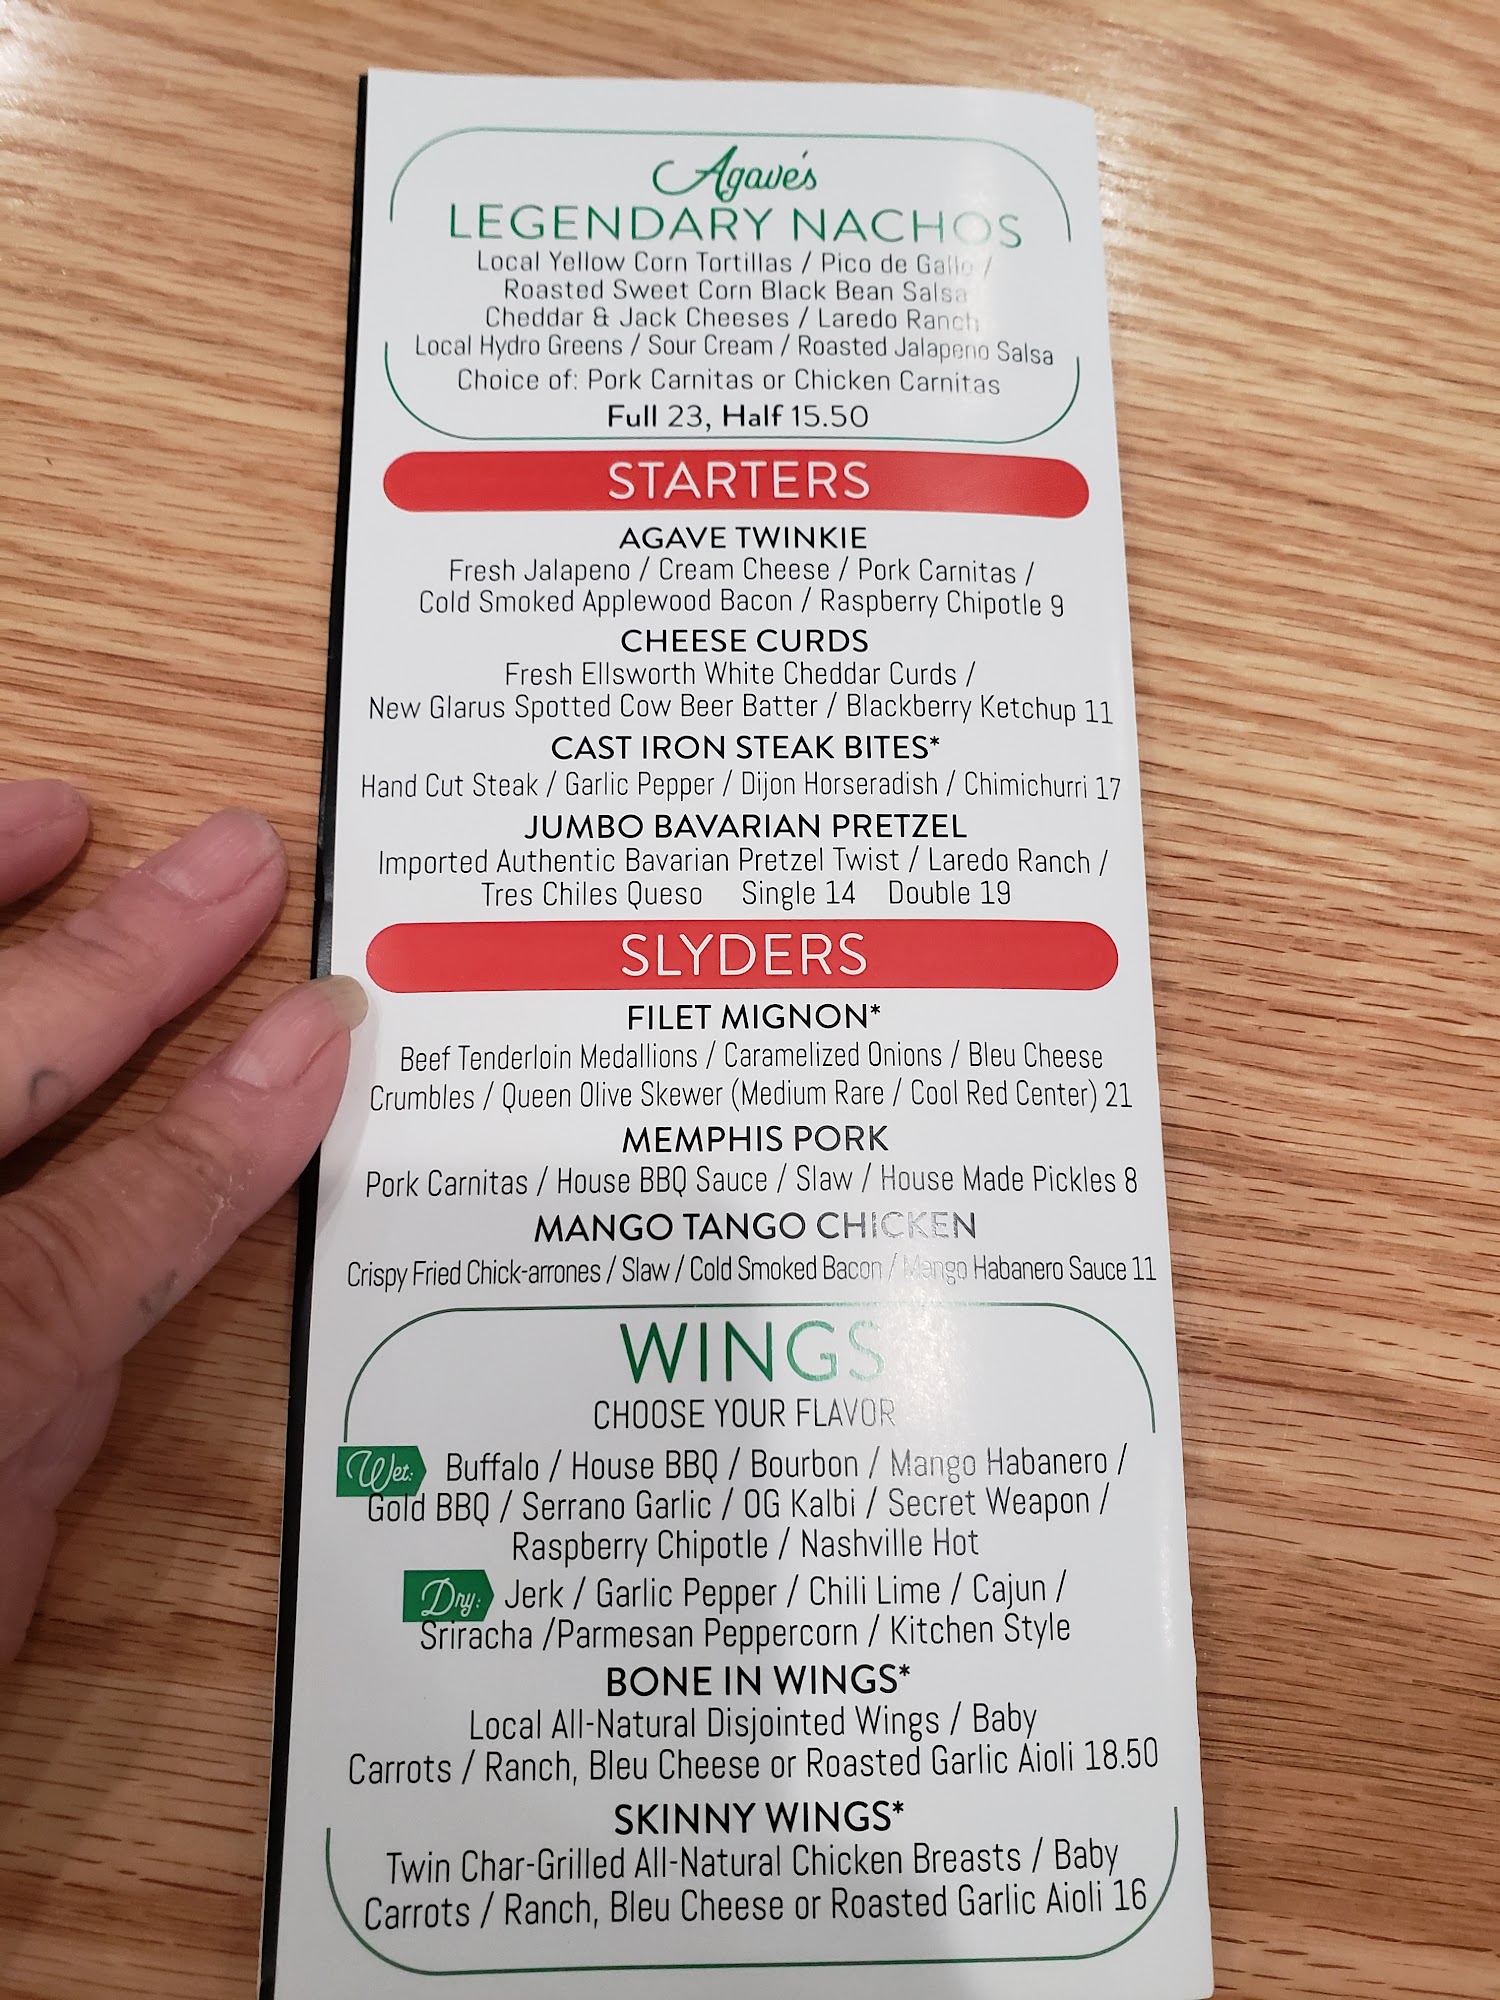 Agave's
LEGENDARY NACHOS
Local Yellow Corn Tortillas / Pico de Gallo /
Roasted Sweet Corn Black Bean Salsa
Cheddar & Jack Cheeses / Laredo Ranch
Local Hydro Greens / Sour Cream / Roasted Jalapeno Salsa
Choice of: Pork Carnitas or Chicken Carnitas
Full 23, Half 15.50
STARTERS
AGAVE TWINKIE
Fresh Jalapeno / Cream Cheese / Pork Carnitas /
Cold Smoked Applewood Bacon / Raspberry Chipotle 9
CHEESE CURDS
Fresh Ellsworth White Cheddar Curds /
New Glarus Spotted Cow Beer Batter / Blackberry Ketchup 11
CAST IRON STEAK BITES*
Hand Cut Steak / Garlic Pepper / Dijon Horseradish / Chimichurri 17
JUMBO BAVARIAN PRETZEL
Imported Authentic Bavarian Pretzel Twist / Laredo Ranch /
Tres Chiles Queso Single 14 Double 19
SLYDERS
FILET MIGNON*
Beef Tenderloin Medallions / Caramelized Onions / Bleu Cheese
Crumbles / Queen Olive Skewer (Medium Rare / Cool Red Center) 21
MEMPHIS PORK
Pork Carnitas / House BBQ Sauce / Slaw / House Made Pickles 8
MANGO TANGO CHICKEN
Crispy Fried Chick-arrones / Slaw / Cold Smoked Bacon / Mango Habanero Sauce 11
WINGS
CHOOSE YOUR FLAVOR
Wet: Buffalo / House BBQ / Bourbon / Mango Habanero /
Gold BBQ / Serrano Garlic / OG Kalbi / Secret Weapon /
Raspberry Chipotle / Nashville Hot
Dry: Jerk / Garlic Pepper / Chili Lime / Cajun /
Sriracha /Parmesan Peppercorn / Kitchen Style
BONE IN WINGS*
Local All-Natural Disjointed Wings / Baby
Carrots / Ranch, Bleu Cheese or Roasted Garlic Aioli 18.50
SKINNY WINGS*
Twin Char-Grilled All-Natural Chicken Breasts / Baby
Carrots / Ranch, Bleu Cheese or Roasted Garlic Aioli 16